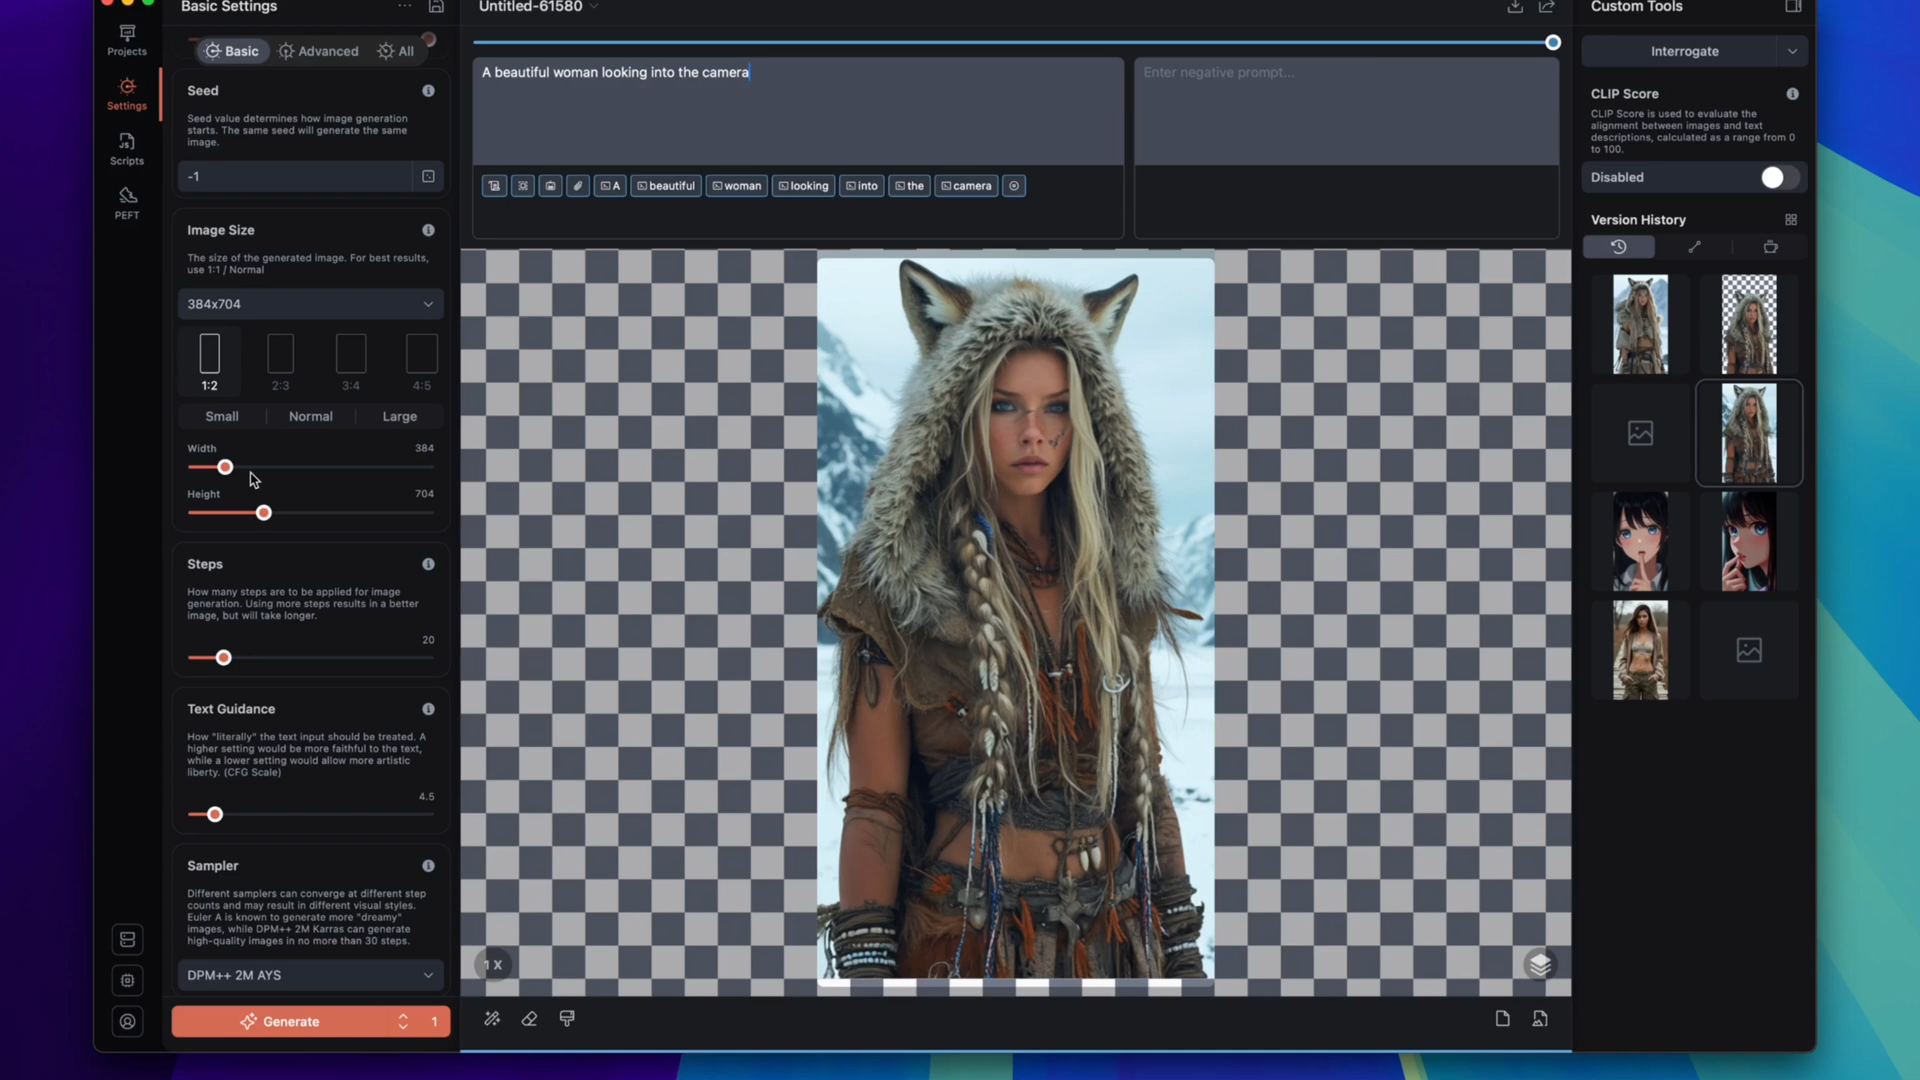 Basic Settings
Untitled-61580
Custom Tools
Projects
Settings
Scripts
PEFT
Basic
Advanced
All
Seed
Seed value determines how image generation
starts. The same seed will generate the same
image.
-1
Image Size
The size of the generated image. For best results,
use 1:1 / Normal
384x704
1:2
2:3
3:4
4:5
Small
Normal
Large
Width
384
Height
704
Steps
How many steps are to be applied for image
generation. Using more steps results in a better
image, but will take longer.
20
Text Guidance
How "literally" the text input should be treated. A
higher setting would be more faithful to the text,
while a lower setting would allow more artistic
liberty. (CFG Scale)
4.5
Sampler
Different samplers can converge at different step
counts and may result in different visual styles.
Euler A is known to generate more "dreamy"
images, while DPM++ 2M Karras can generate
high-quality images in no more than 30 steps.
DPM++ 2M AYS
Generate
1
A beautiful woman looking into the camera
Enter negative prompt...
A
beautiful
woman
looking
into
the
camera
1 X
Interrogate
CLIP Score
CLIP Score is used to evaluate the
alignment between images and text
descriptions, calculated as a range from 0
to 100.
Disabled
Version History